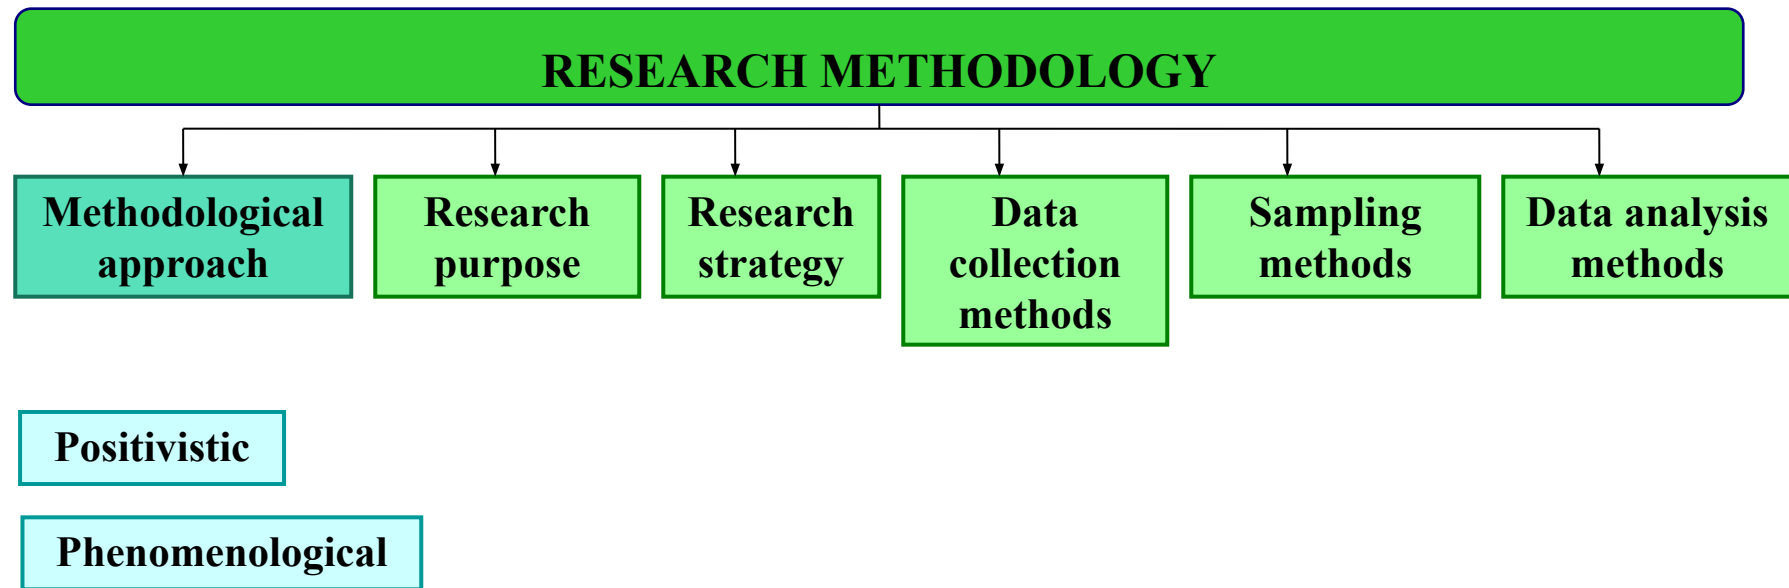 RESEARCH METHODOLOGY
Methodological
approach
Research
purpose
Research
strategy
Data
collection
methods
Sampling
methods
Data analysis
methods
Positivistic
Phenomenological